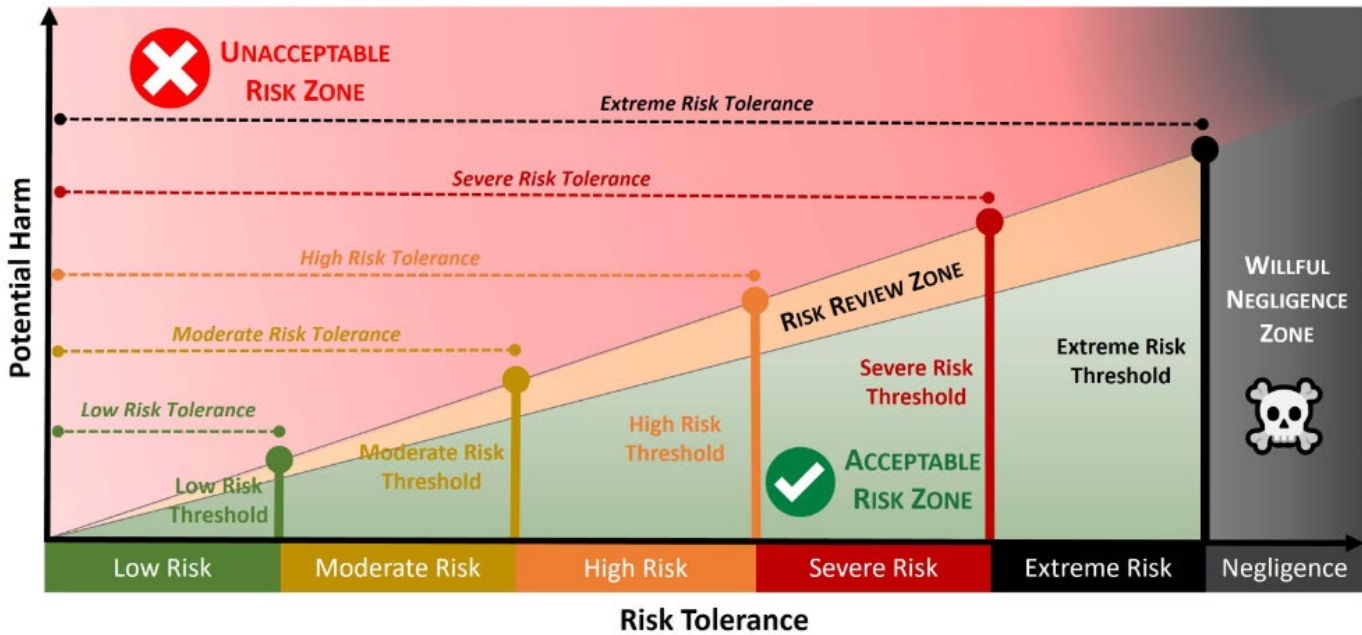 UNACCEPTABLE
RISK ZONE
Extreme Risk Tolerance
Severe Risk Tolerance
High Risk Tolerance
Moderate Risk Tolerance
Low Risk Tolerance
Potential Harm
RISK REVIEW ZONE
WILLFUL
NEGLIGENCE
ZONE
Extreme Risk
Threshold
Severe Risk
Threshold
High Risk
Threshold
Moderate Risk
Threshold
Low Risk
Threshold
ACCEPTABLE
RISK ZONE
Low Risk
Moderate Risk
High Risk
Severe Risk
Extreme Risk
Negligence
Risk Tolerance